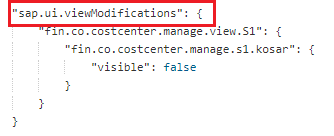 "sap.ui.viewModifications": {
"fin.co.costcenter.manage.view.S1": {
"fin.co.costcenter.manage.s1.kosar": {
"visible": false
}
}
}